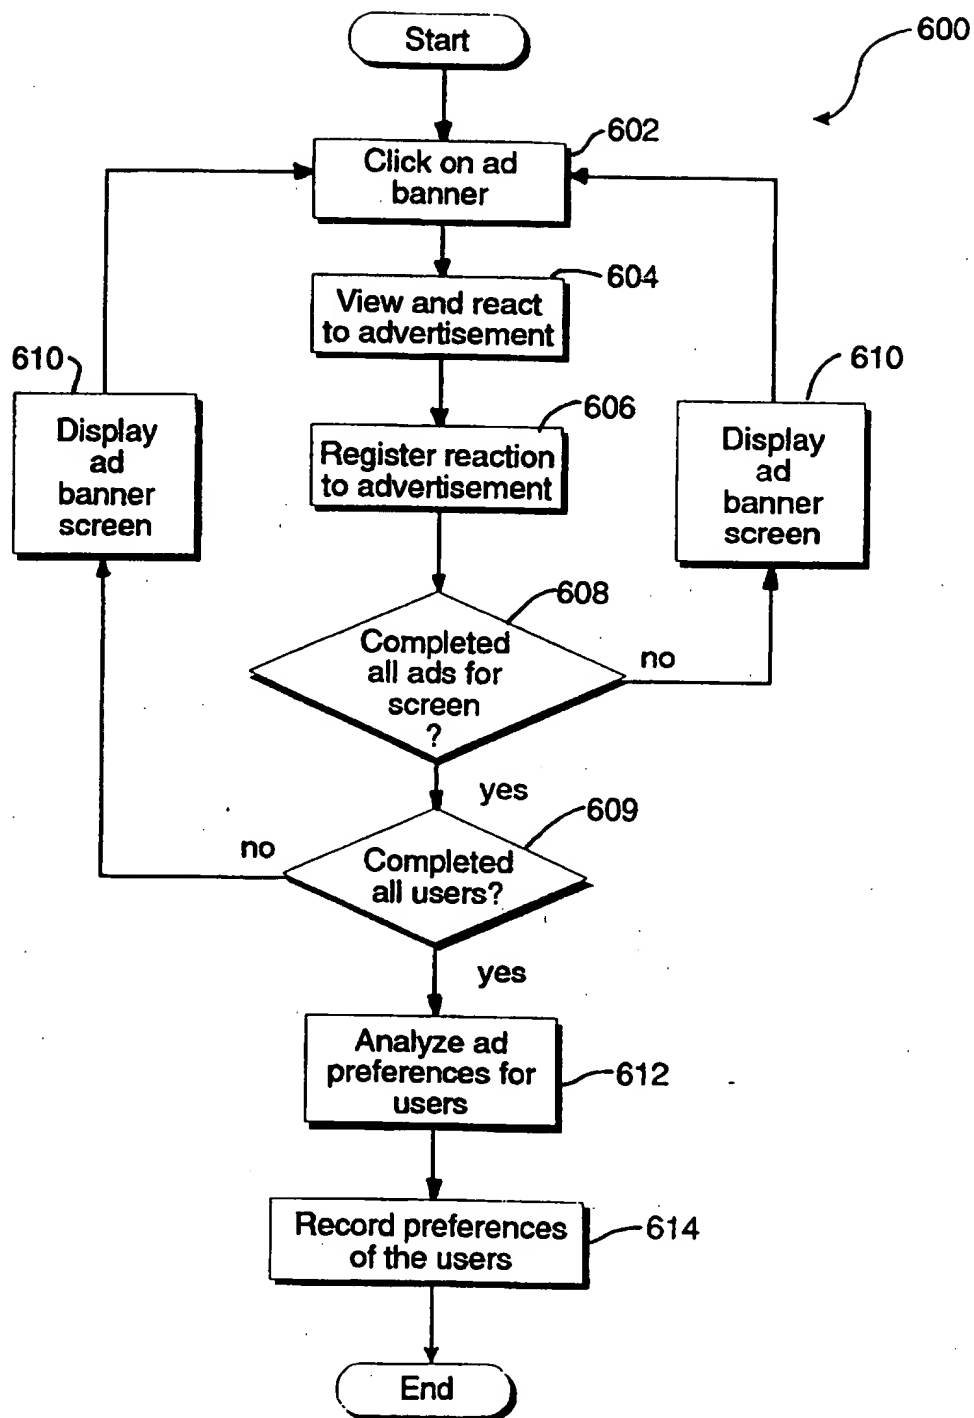 Start
600
602
Click on ad
banner
604
View and react
to advertisement
610
Display
ad
banner
screen
606
Register reaction
to advertisement
610
Display
ad
banner
screen
608
Completed
all ads for
screen
?
no
yes
609
no
Completed
all users?
yes
Analyze ad
preferences for
users
612
Record preferences
of the users
614
End